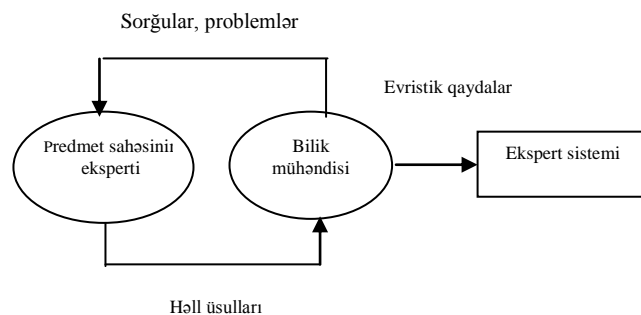 Sorğular, problemlər
Evristik qaydalar
Predmet sahəsinin
eksperti
Bilik
mühəndisi
Ekspert sistemi
Həll üsulları